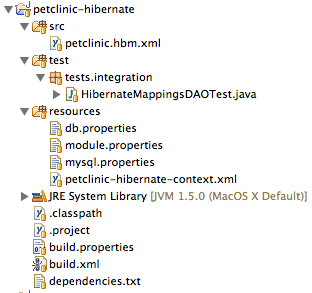 petclinic-hibernate
src
petclinic.hbm.xml
test
tests.integration
HibernateMappingsDAOTest.java
resources
db.properties
module.properties
mysql.properties
petclinic-hibernate-context.xml
JRE System Library [JVM 1.5.0 (MacOS X Default)]
.classpath
.project
build.properties
build.xml
dependencies.txt